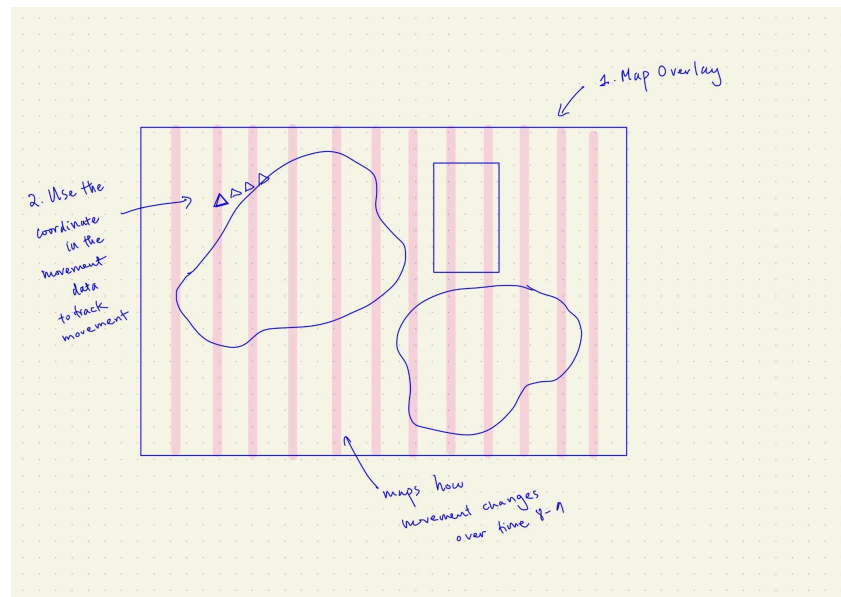 1. Map Overlay
2. Use the
coordinate
in the
movement
data
to track
movement
maps how
movement changes
over time